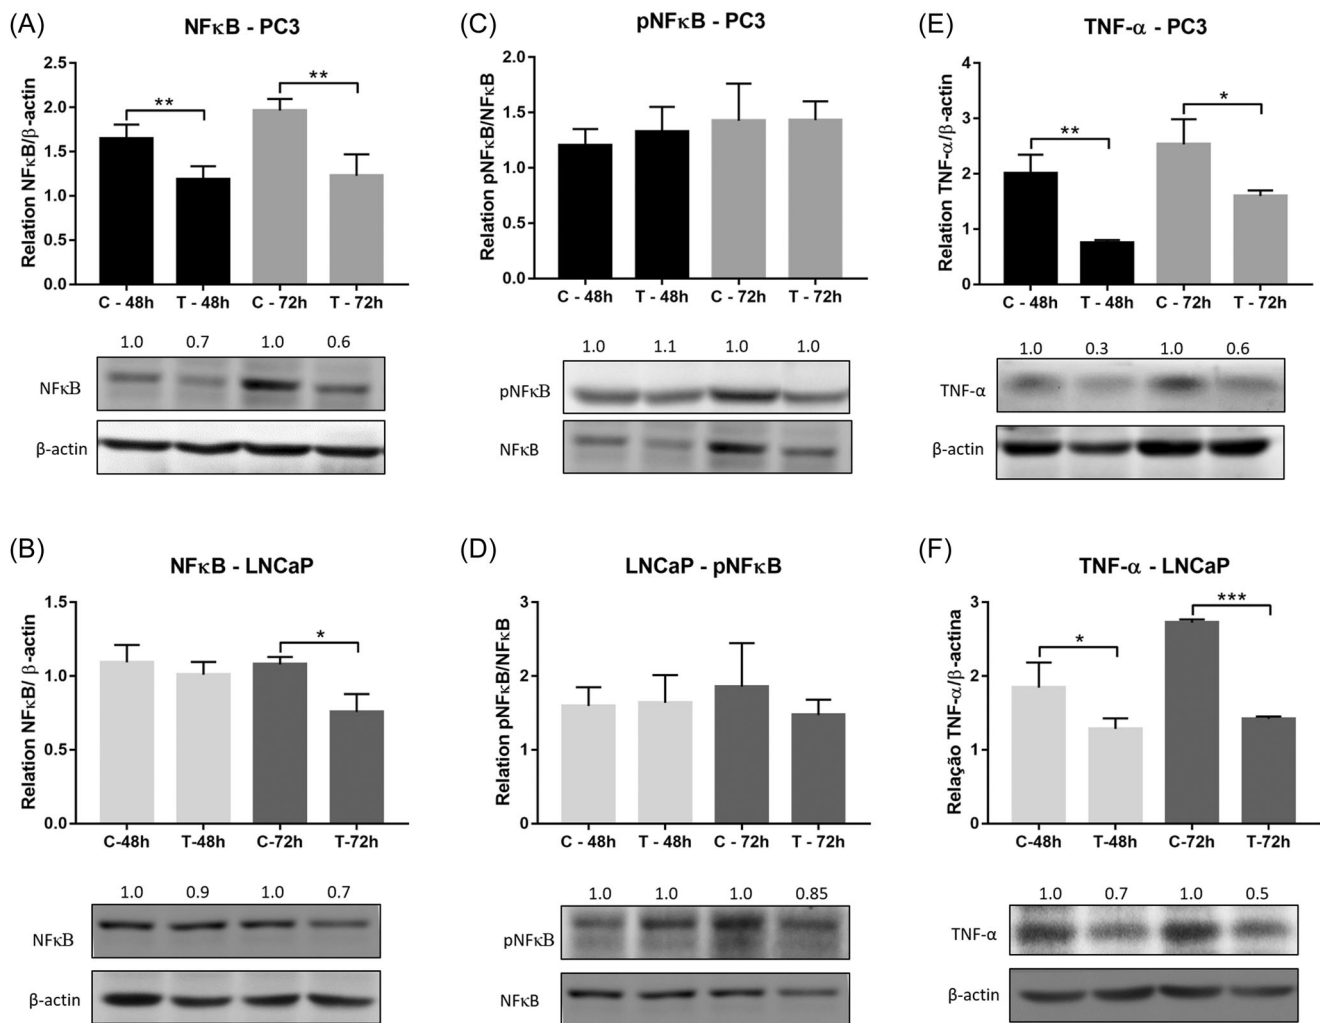 (A)
NFκB - PC3
Relation NFκB/β-actin
2.5
2.0
1.5
1.0
0.5
0.0
**
**
C - 48h T - 48h C - 72h T - 72h
1.0 0.7 1.0 0.6
NFκB
β-actin
(C)
pNFκB - PC3
Relation pNFκB/NFκB
2.0
1.5
1.0
0.5
0.0
C - 48h T - 48h C - 72h T - 72h
1.0 1.1 1.0 1.0
pNFκB
NFκB
(E)
TNF-α - PC3
Relation TNF-α/β-actin
4
3
2
1
0
**
*
C - 48h T - 48h C - 72h T - 72h
1.0 0.3 1.0 0.6
TNF-α
β-actin
(B)
NFκB - LNCaP
Relation NFκB/ β-actin
1.5
1.0
0.5
0.0
*
C-48h T-48h C-72h T-72h
1.0 0.9 1.0 0.7
NFκB
β-actin
(D)
LNCaP - pNFκB
Relation pNFκB/NFκB
3
2
1
0
C - 48h T - 48h C - 72h T - 72h
1.0 1.0 1.0 0.85
pNFκB
NFκB
(F)
TNF-α - LNCaP
Relação TNF-α/β-actina
3
2
1
0
*
***
C-48h T-48h C-72h T-72h
1.0 0.7 1.0 0.5
TNF-α
β-actin